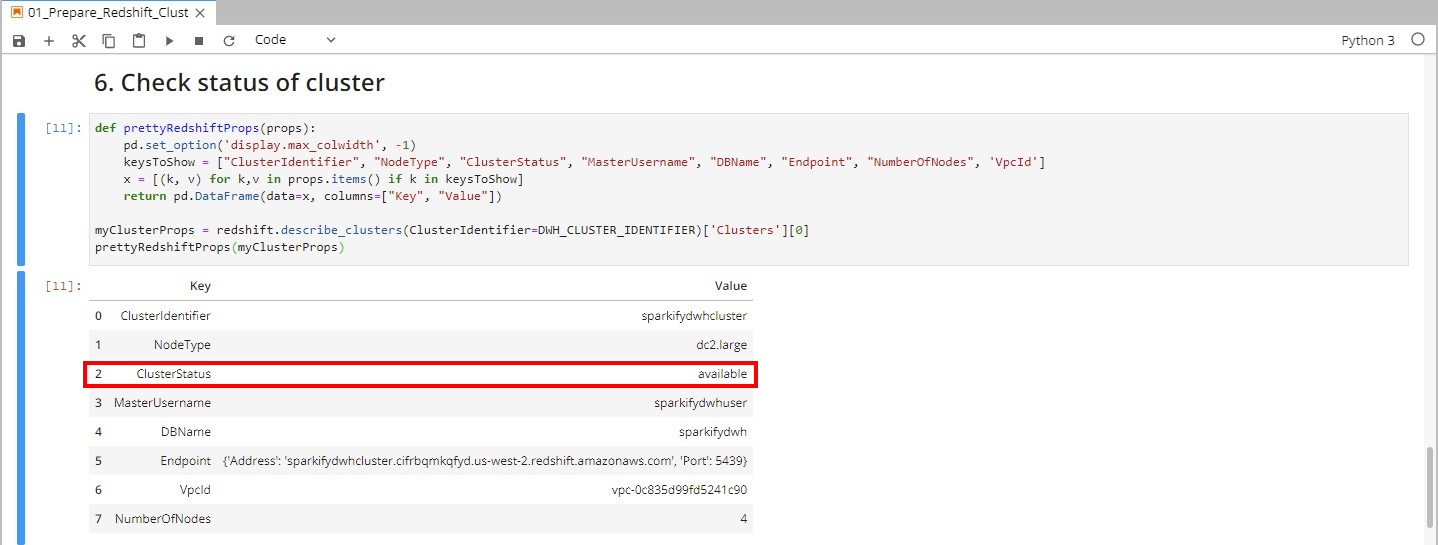 01_Prepare_Redshift_Clust
Code
Python 3
6. Check status of cluster
[11]:
def prettyRedshiftProps(props):
    pd.set_option('display.max_colwidth', -1)
    keysToShow = ["ClusterIdentifier", "NodeType", "ClusterStatus", "MasterUsername", "DBName", "Endpoint", "NumberOfNodes", 'VpcId']
    x = [(k, v) for k,v in props.items() if k in keysToShow]
    return pd.DataFrame(data=x, columns=["Key", "Value"])

myClusterProps = redshift.describe_clusters(ClusterIdentifier=DWH_CLUSTER_IDENTIFIER)['Clusters'][0]
prettyRedshiftProps(myClusterProps)
[11]:
Key Value
0 ClusterIdentifier sparkifydwhcluster
1 NodeType dc2.large
2 ClusterStatus available
3 MasterUsername sparkifydwhuser
4 DBName sparkifydwh
5 Endpoint {'Address': 'sparkifydwhcluster.cifrbqmkqfyd.us-west-2.redshift.amazonaws.com', 'Port': 5439}
6 VpcId vpc-0c835d99fd5241c90
7 NumberOfNodes 4